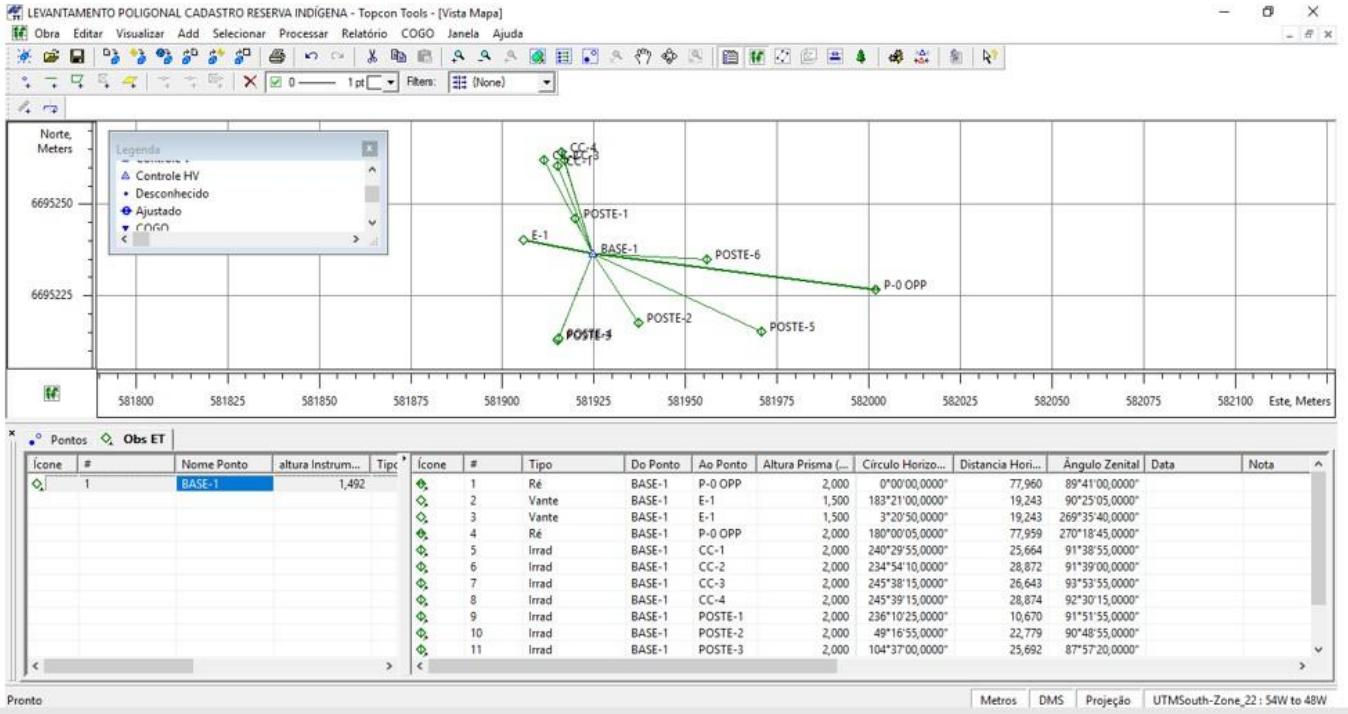 LEVANTAMENTO POLIGONAL CADASTRO RESERVA INDÍGENA - Topcon Tools - [Vista Mapa]
Obra Editar Visualizar Add Selecionar Processar Relatório COGO Janela Ajuda
0 1 pt Filters: (None)
Norte, Meters
Legenda
Controle HV
Desconhecido
Ajustado
COGO
6695250
6695225
CC-4
CC-3
CC-1
POSTE-1
E-1
BASE-1
POSTE-6
P-0 OPP
POSTE-2
POSTE-5
581800 581825 581850 581875 581900 581925 581950 581975 582000 582025 582050 582075 582100 Este, Meters
Pontos Obs ET
Ícone # Nome Ponto altura Instrum... Tipo
1 BASE-1 1,492
Ícone # Tipo Do Ponto Ao Ponto Altura Prisma (... Círculo Horizo... Distancia Hori... Ângulo Zenital Data Nota
1 Ré BASE-1 P-0 OPP 2,000 0°00'00,0000" 77,960 89°41'00,0000"
2 Vante BASE-1 E-1 1,500 183°21'00,0000" 19,243 90°25'05,0000"
3 Vante BASE-1 E-1 1,500 3°20'50,0000" 19,243 269°35'40,0000"
4 Ré BASE-1 P-0 OPP 2,000 180°00'05,0000" 77,959 270°18'45,0000"
5 Irrad BASE-1 CC-1 2,000 240°29'55,0000" 25,664 91°38'55,0000"
6 Irrad BASE-1 CC-2 2,000 234°54'10,0000" 28,872 91°39'00,0000"
7 Irrad BASE-1 CC-3 2,000 245°38'15,0000" 26,643 93°53'55,0000"
8 Irrad BASE-1 CC-4 2,000 245°39'15,0000" 28,874 92°30'15,0000"
9 Irrad BASE-1 POSTE-1 2,000 236°10'25,0000" 10,670 91°51'55,0000"
10 Irrad BASE-1 POSTE-2 2,000 49°16'55,0000" 22,779 90°48'55,0000"
11 Irrad BASE-1 POSTE-3 2,000 104°37'00,0000" 25,692 87°57'20,0000"
Pronto Metros DMS Projeção UTMSouth-Zone_22 : 54W to 48W